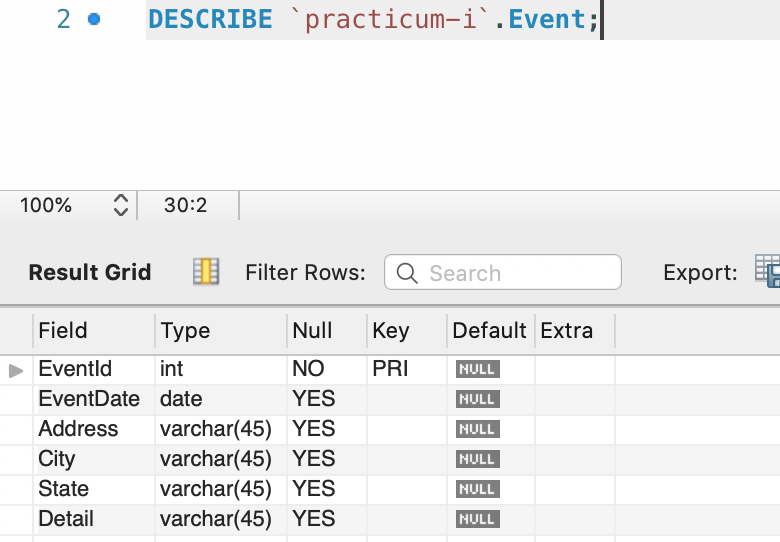 2 DESCRIBE `practicum-i`.Event;
100% 30:2
Result Grid Filter Rows: Search Export:
Field Type Null Key Default Extra
EventId int NO PRI NULL
EventDate date YES NULL
Address varchar(45) YES NULL
City varchar(45) YES NULL
State varchar(45) YES NULL
Detail varchar(45) YES NULL